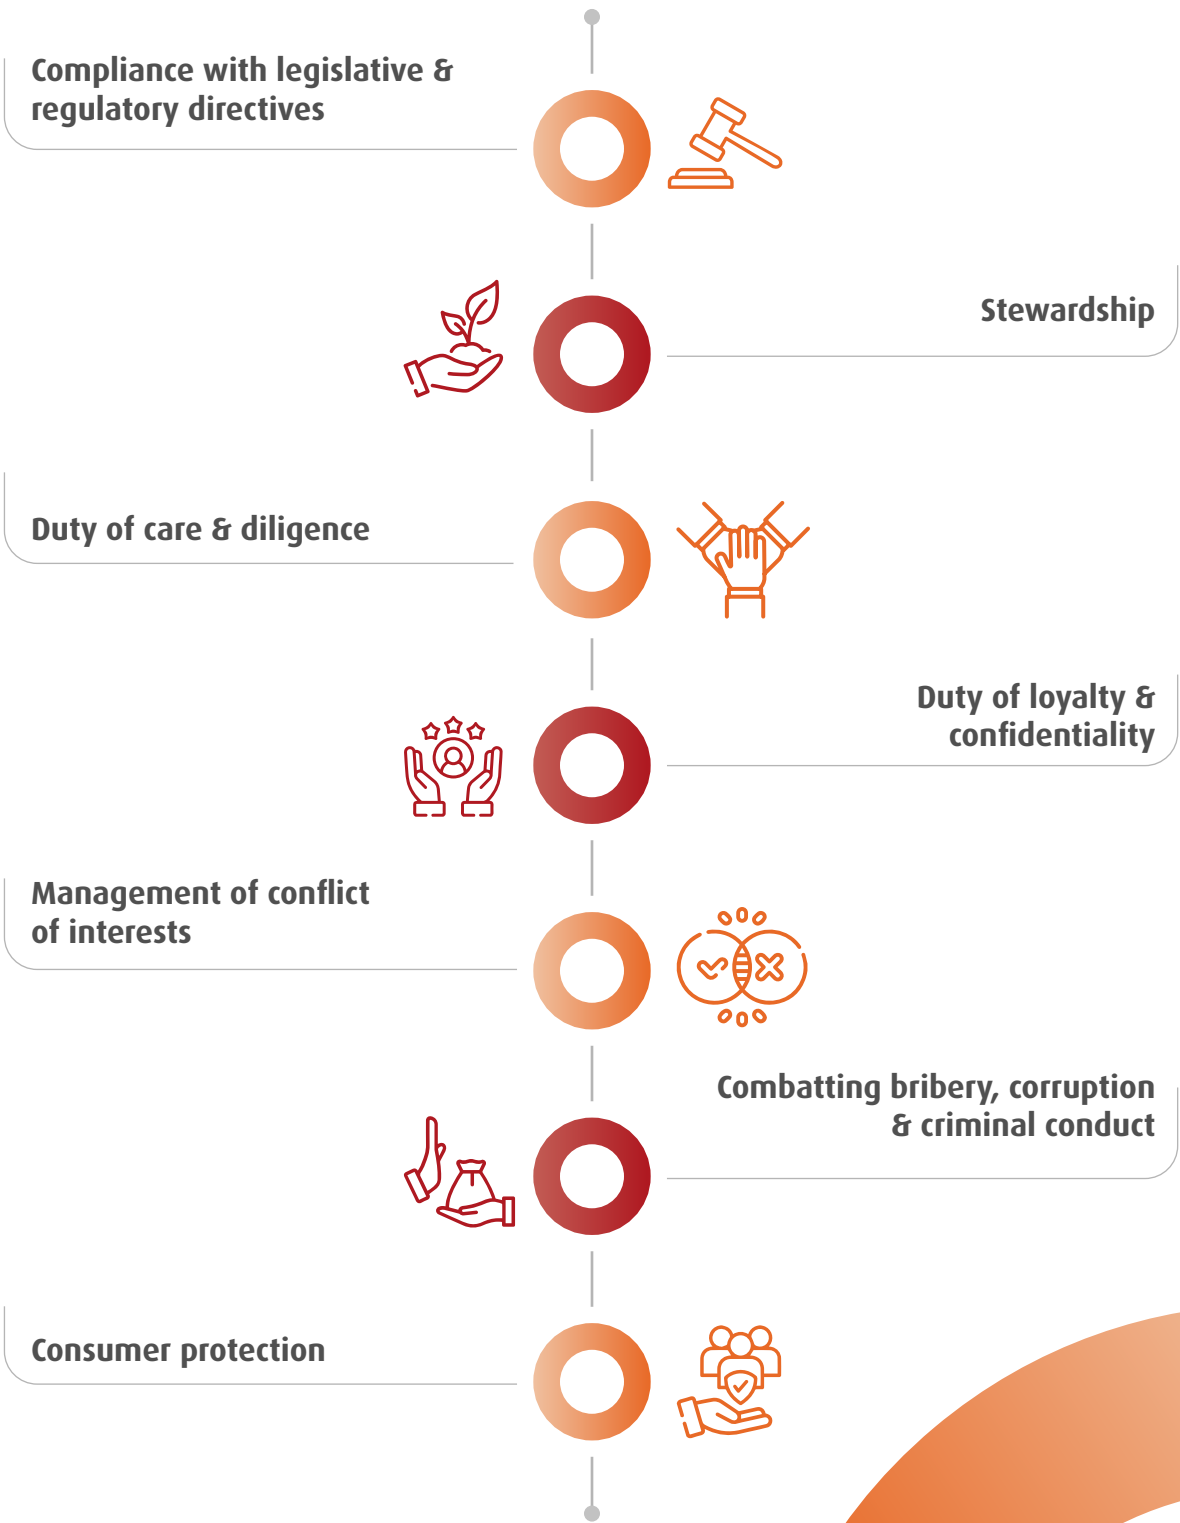 Compliance with legislative &
regulatory directives
Stewardship
Duty of care & diligence
Duty of loyalty &
confidentiality
Management of conflict
of interests
Combatting bribery, corruption
& criminal conduct
Consumer protection